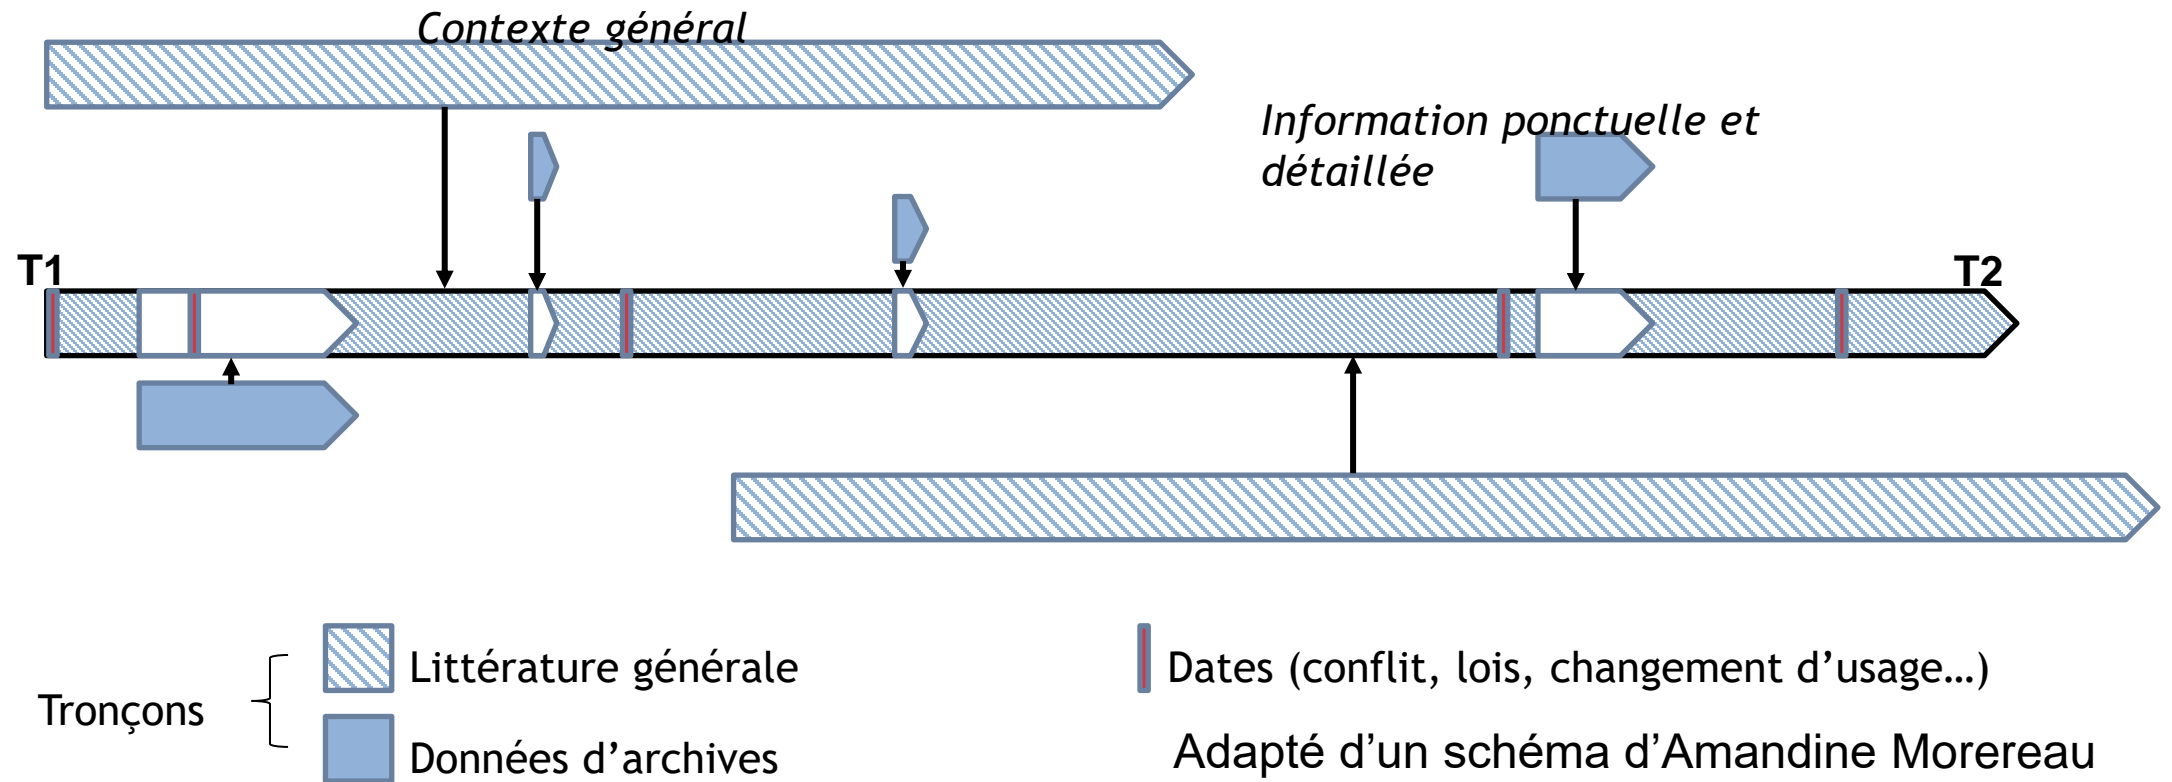 Contexte général
Information ponctuelle et
détaillée
T1
T2
Littérature générale
Dates (conflit, lois, changement d’usage…)
Tronçons
Données d’archives
Adapté d’un schéma d’Amandine Morereau